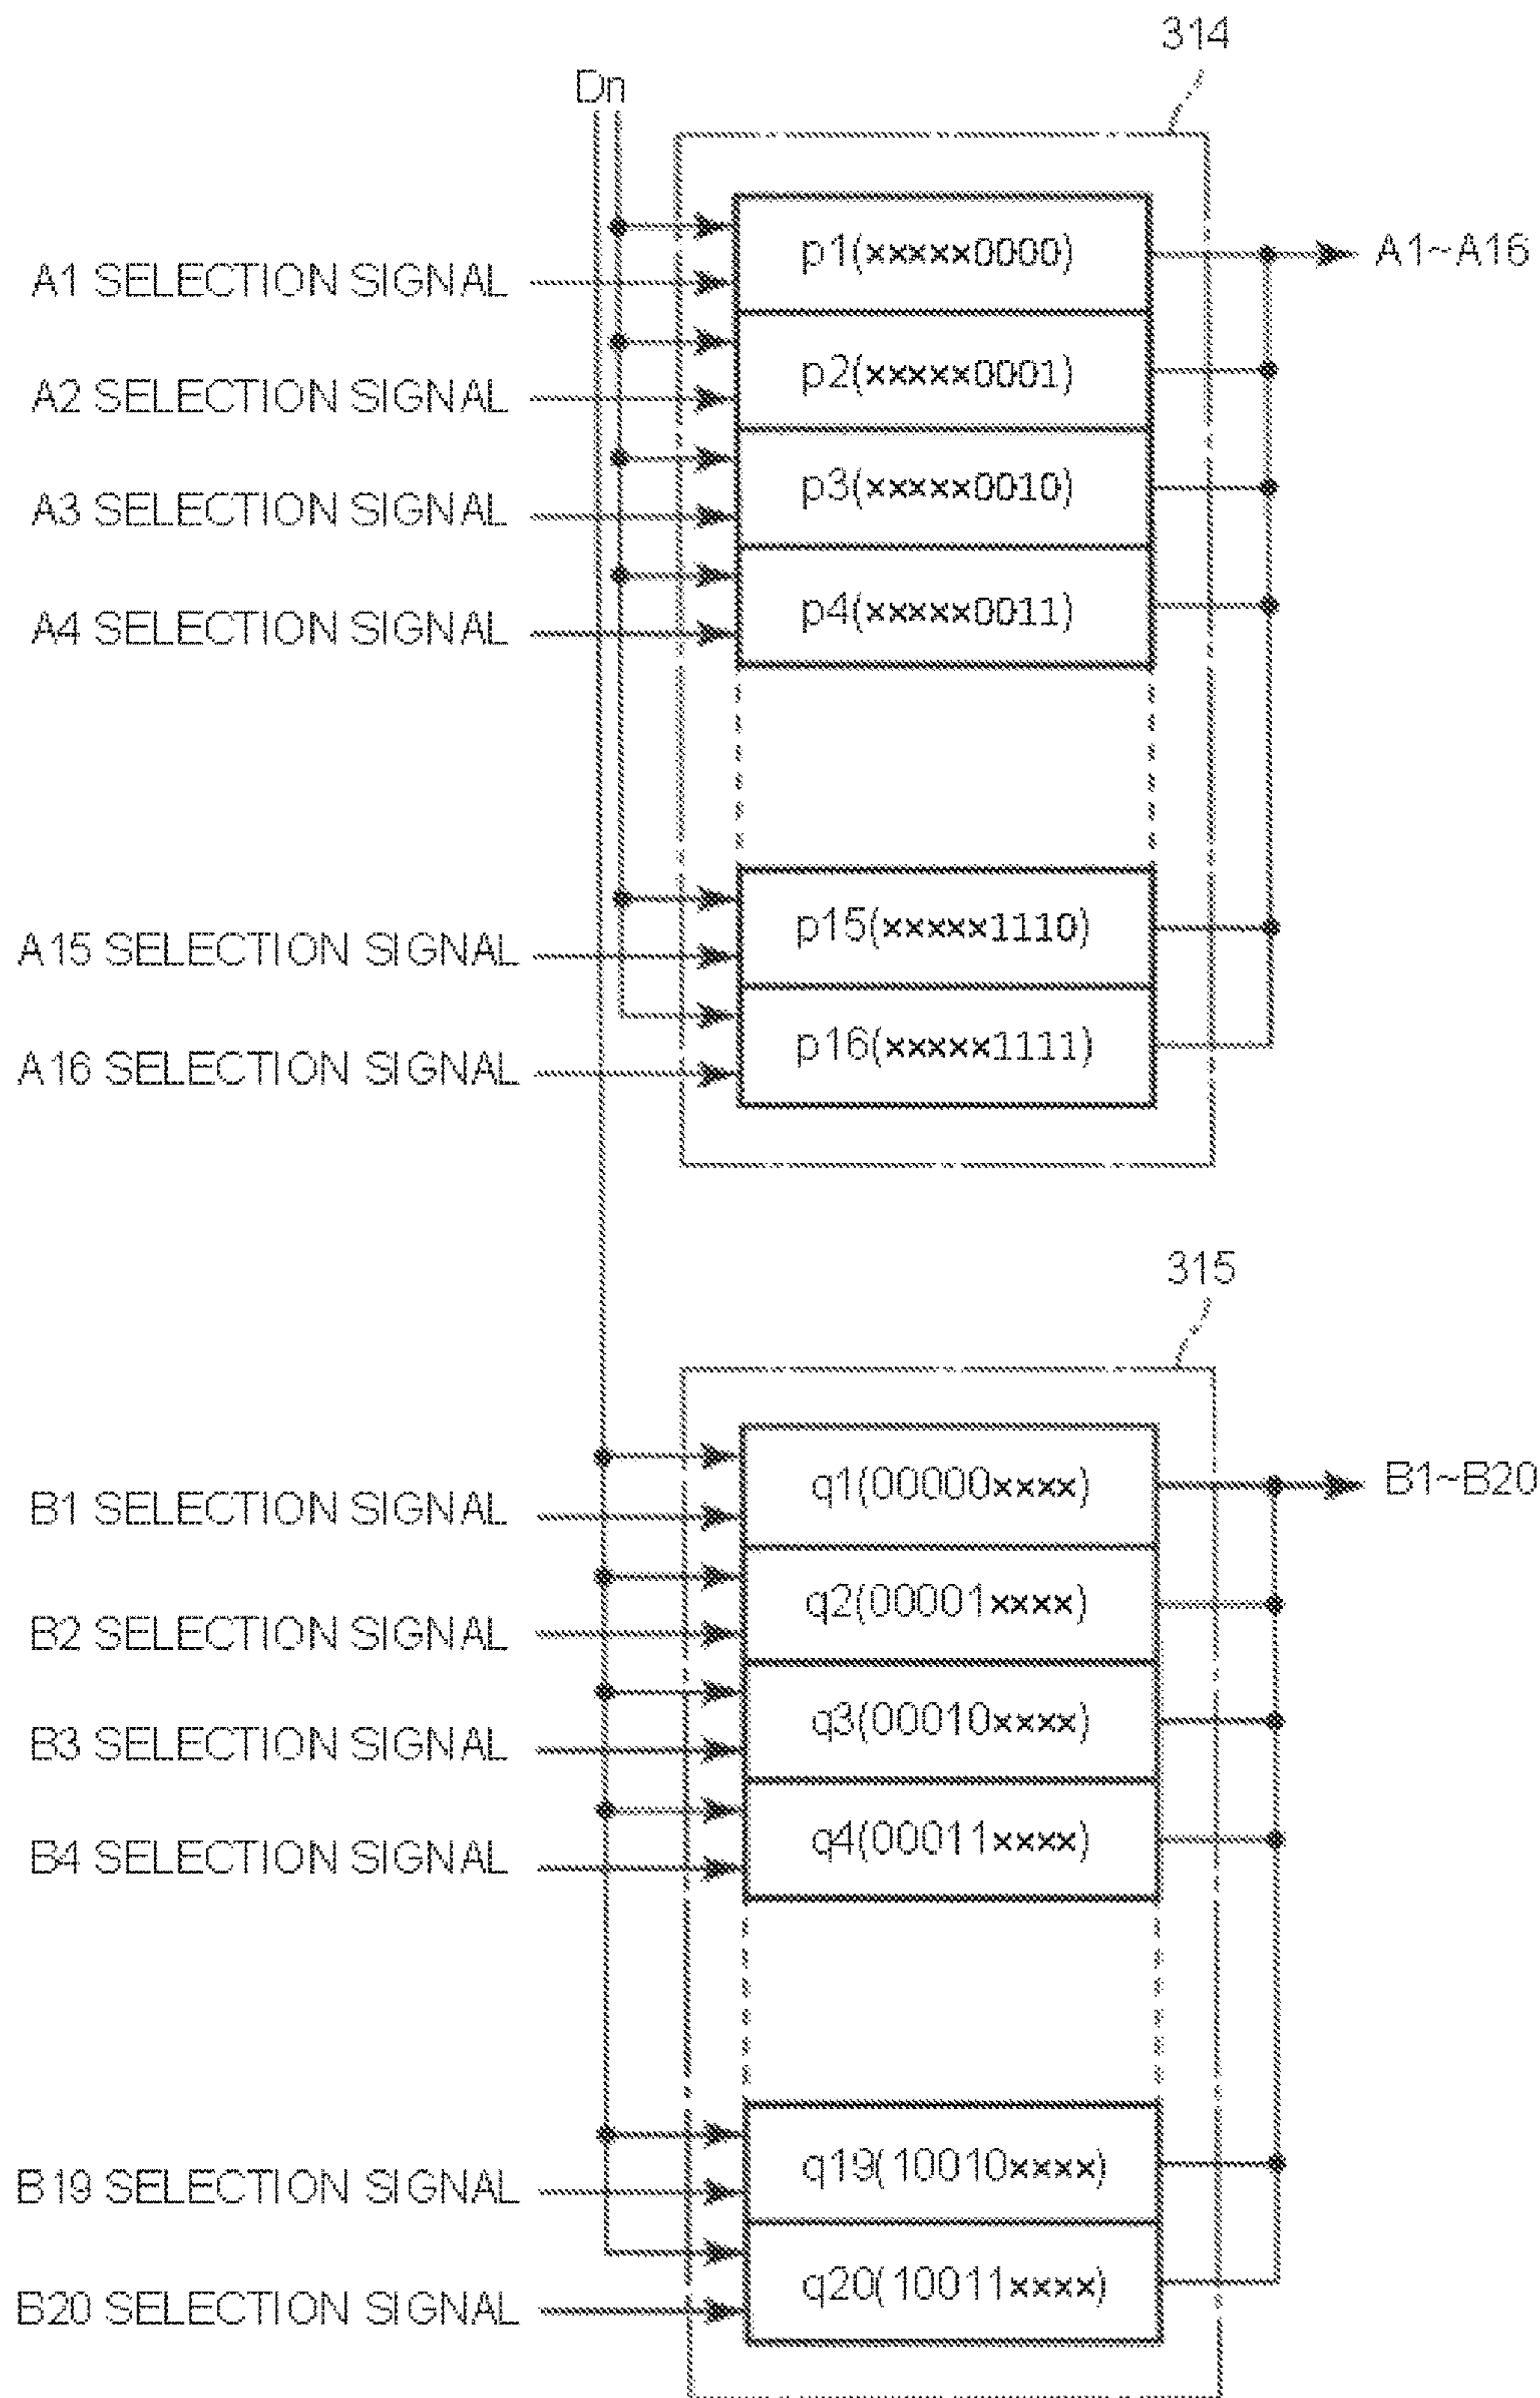 314
Dn
p1(xxxxx0000)
A1~A16
A1 SELECTION SIGNAL
p2(xxxxx0001)
A2 SELECTION SIGNAL
p3(xxxxx0010)
A3 SELECTION SIGNAL
p4(xxxxx0011)
A4 SELECTION SIGNAL
p15(xxxxx1110)
A15 SELECTION SIGNAL
p16(xxxxx1111)
A16 SELECTION SIGNAL
315
q1(00000xxxx)
B1~B20
B1 SELECTION SIGNAL
q2(00001xxxx)
B2 SELECTION SIGNAL
q3(00010xxxx)
B3 SELECTION SIGNAL
q4(00011xxxx)
B4 SELECTION SIGNAL
q19(10010xxxx)
B19 SELECTION SIGNAL
q20(10011xxxx)
B20 SELECTION SIGNAL